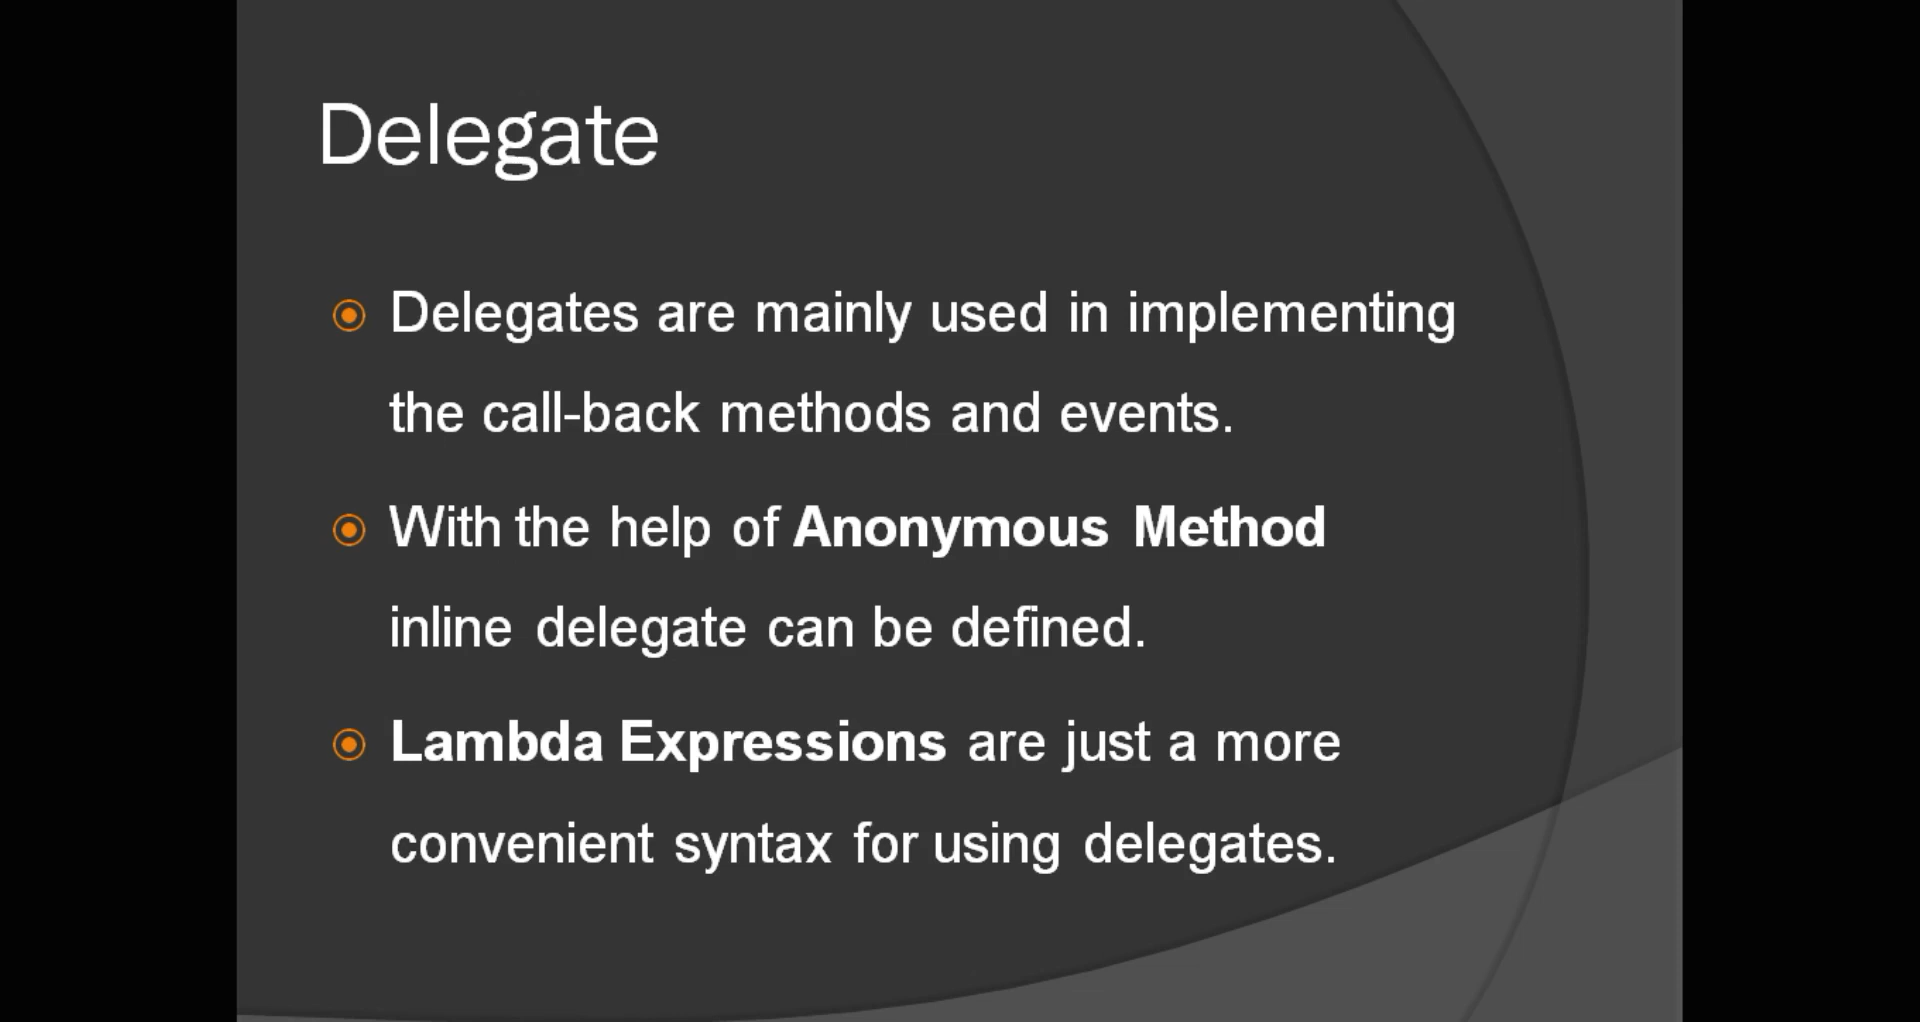 Delegate
Delegates are mainly used in implementing
the call-back methods and events.
With the help of Anonymous Method
inline delegate can be defined.
Lambda Expressions are just a more
convenient syntax for using delegates.